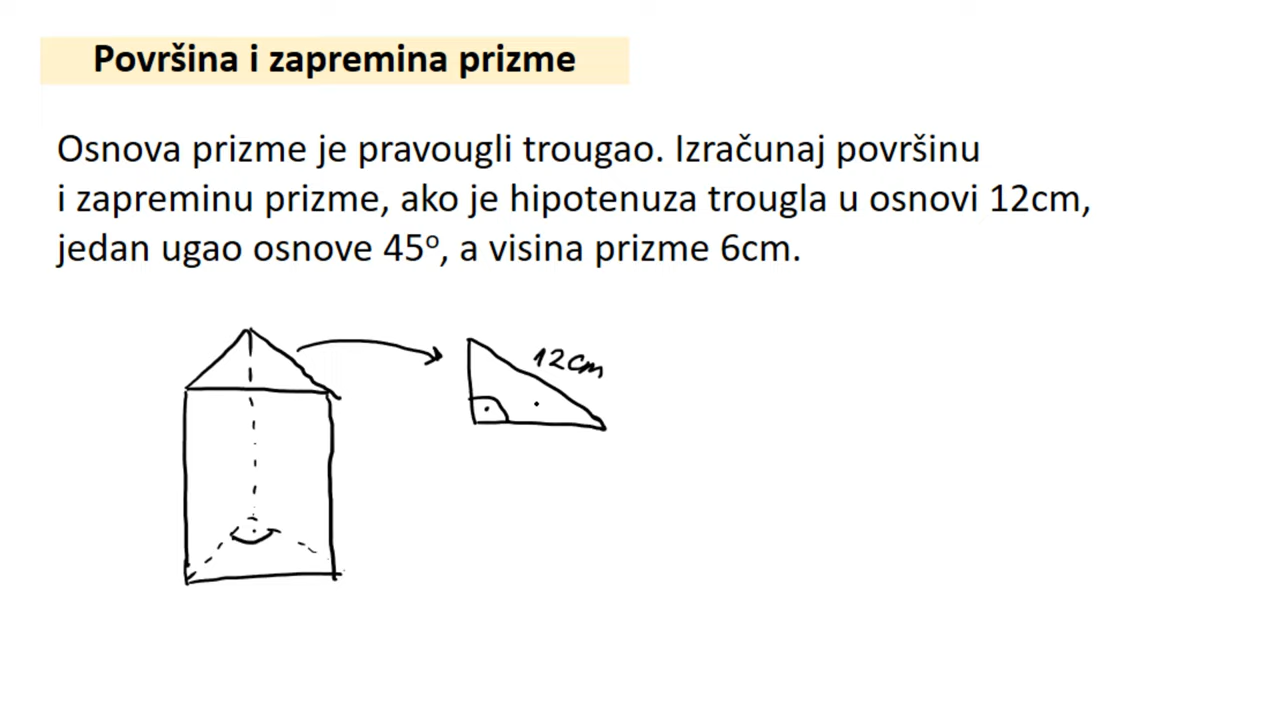 Površina i zapremina prizme
Osnova prizme je pravougli trougao. Izračunaj površinu
i zapreminu prizme, ako je hipotenuza trougla u osnovi 12cm,
jedan ugao osnove 45º, a visina prizme 6cm.
12cm